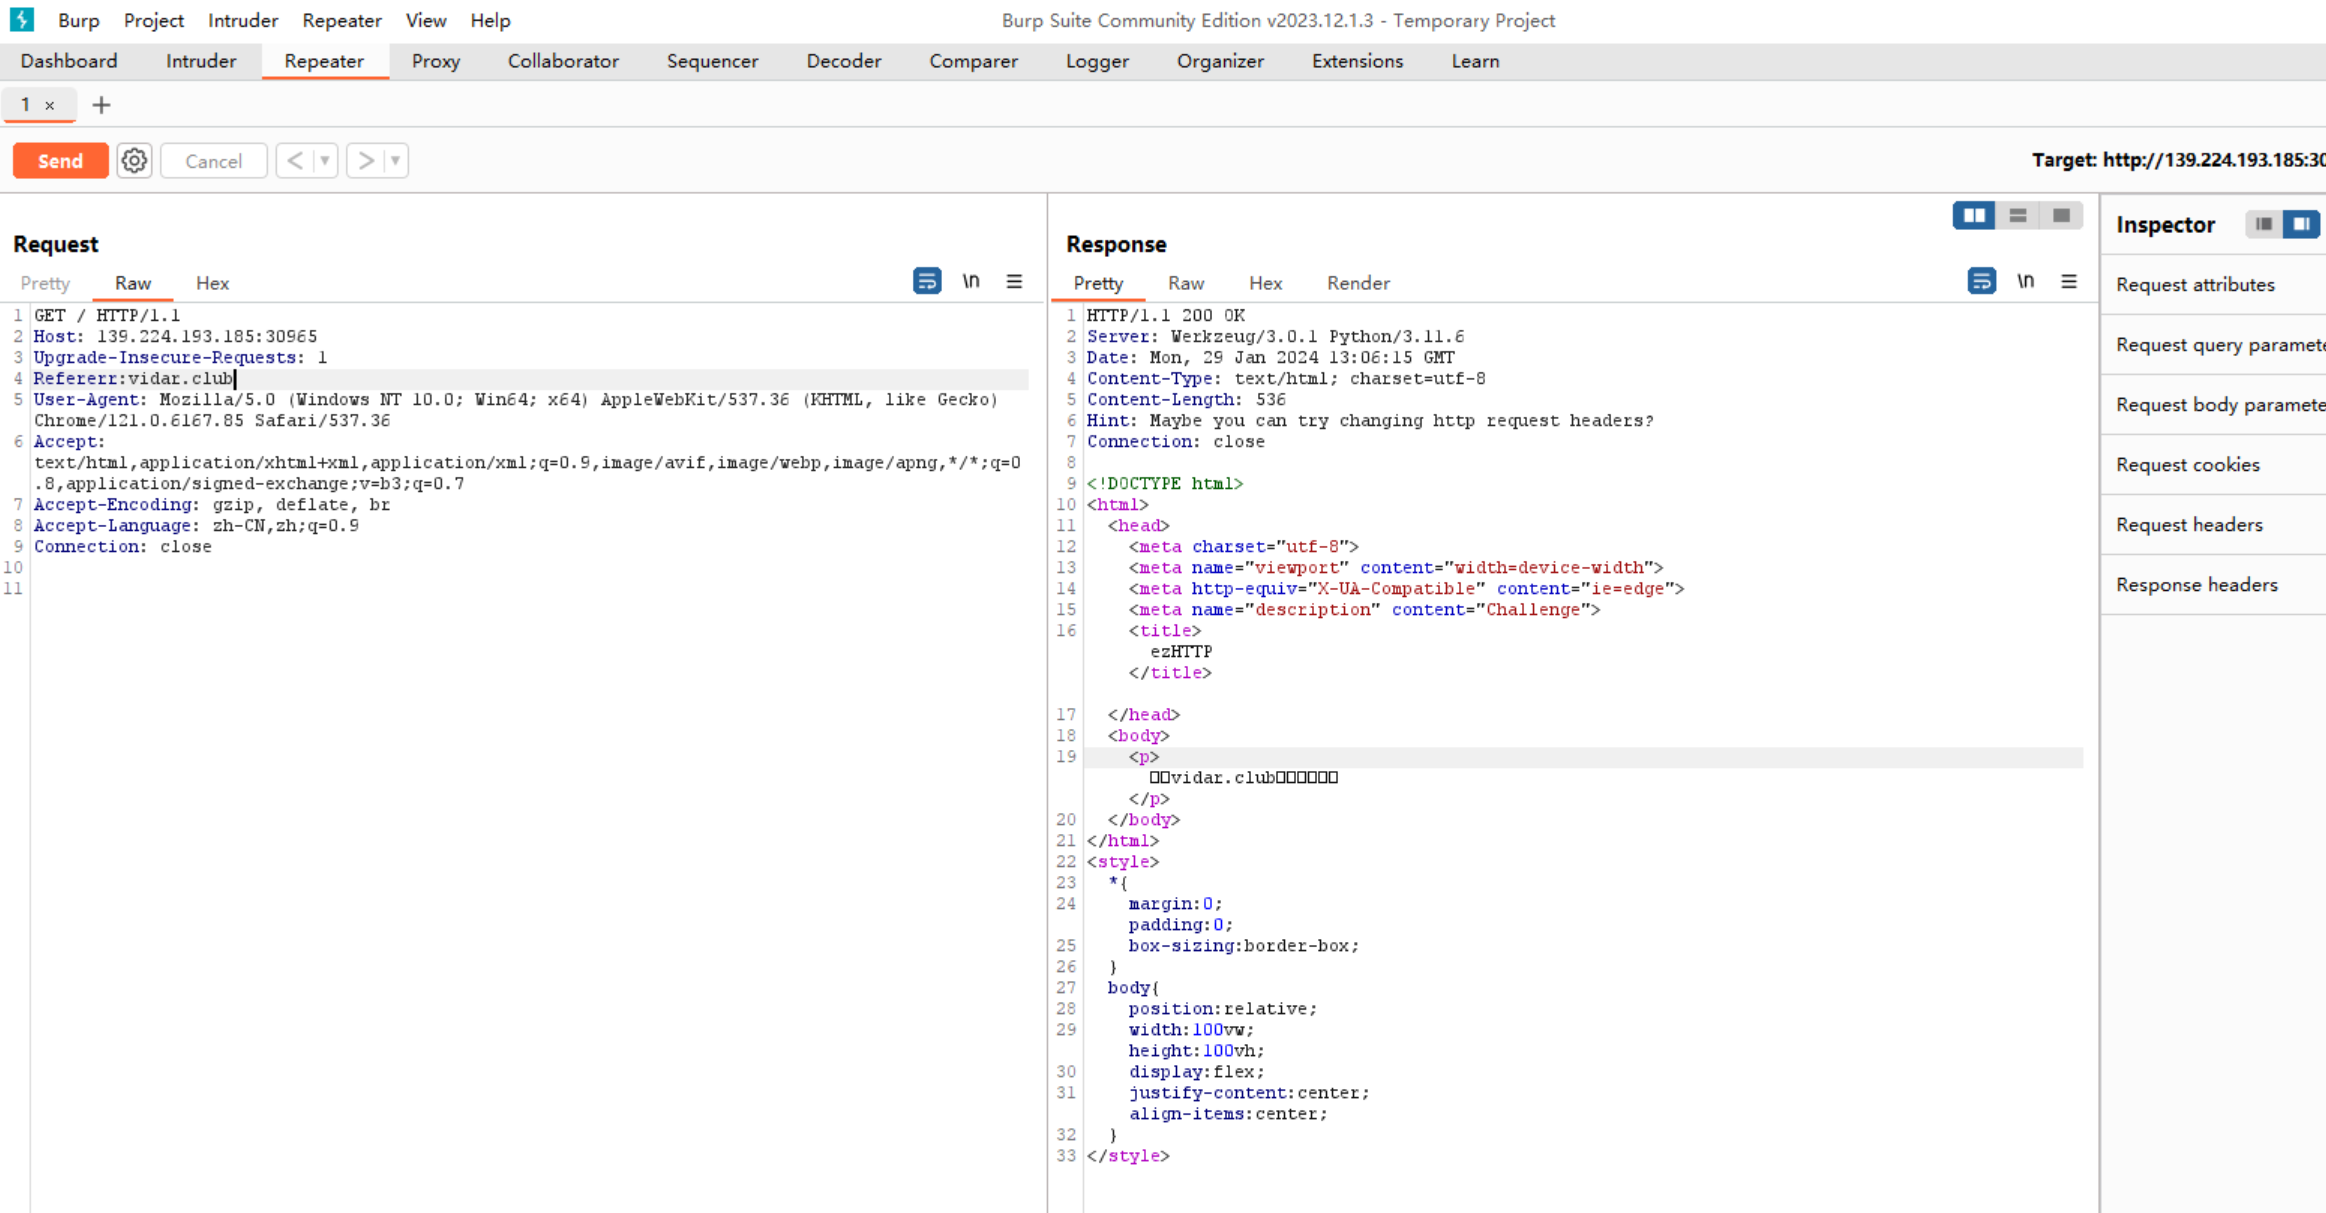 Burp Project Intruder Repeater View Help Burp Suite Community Edition v2023.12.1.3 - Temporary Project
Dashboard Intruder Repeater Proxy Collaborator Sequencer Decoder Comparer Logger Organizer Extensions Learn
1 × +
Send Cancel < > Target: http://139.224.193.185:30
Request
Pretty Raw Hex \n
1 GET / HTTP/1.1
2 Host: 139.224.193.185:30965
3 Upgrade-Insecure-Requests: 1
4 Refererr:vidar.club
5 User-Agent: Mozilla/5.0 (Windows NT 10.0; Win64; x64) AppleWebKit/537.36 (KHTML, like Gecko)
Chrome/121.0.6167.85 Safari/537.36
6 Accept:
text/html,application/xhtml+xml,application/xml;q=0.9,image/avif,image/webp,image/apng,*/*;q=0
.8,application/signed-exchange;v=b3;q=0.7
7 Accept-Encoding: gzip, deflate, br
8 Accept-Language: zh-CN,zh;q=0.9
9 Connection: close
10
11
Response
Pretty Raw Hex Render \n
1 HTTP/1.1 200 OK
2 Server: Werkzeug/3.0.1 Python/3.11.6
3 Date: Mon, 29 Jan 2024 13:06:15 GMT
4 Content-Type: text/html; charset=utf-8
5 Content-Length: 536
6 Hint: Maybe you can try changing http request headers?
7 Connection: close
8
9 <!DOCTYPE html>
10 <html>
11 <head>
12 <meta charset="utf-8">
13 <meta name="viewport" content="width=device-width">
14 <meta http-equiv="X-UA-Compatible" content="ie=edge">
15 <meta name="description" content="Challenge">
16 <title>
ezHTTP
</title>
17 </head>
18 <body>
19 <p>
□□vidar.club□□□□□□
</p>
20 </body>
21 </html>
22 <style>
23 *{
24 margin:0;
padding:0;
25 box-sizing:border-box;
26 }
27 body{
28 position:relative;
29 width:100vw;
height:100vh;
30 display:flex;
31 justify-content:center;
align-items:center;
32 }
33 </style>
Inspector
Request attributes
Request query paramete
Request body paramete
Request cookies
Request headers
Response headers